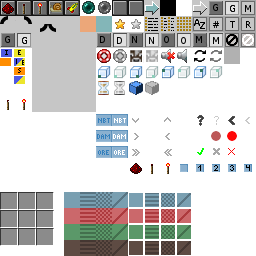 G G M
AZ # T R
G G D D N N O O M M
I E
F
S
E
NBT NBT ? ? < <
DAM DAM
ORE ORE
1 2 3 4